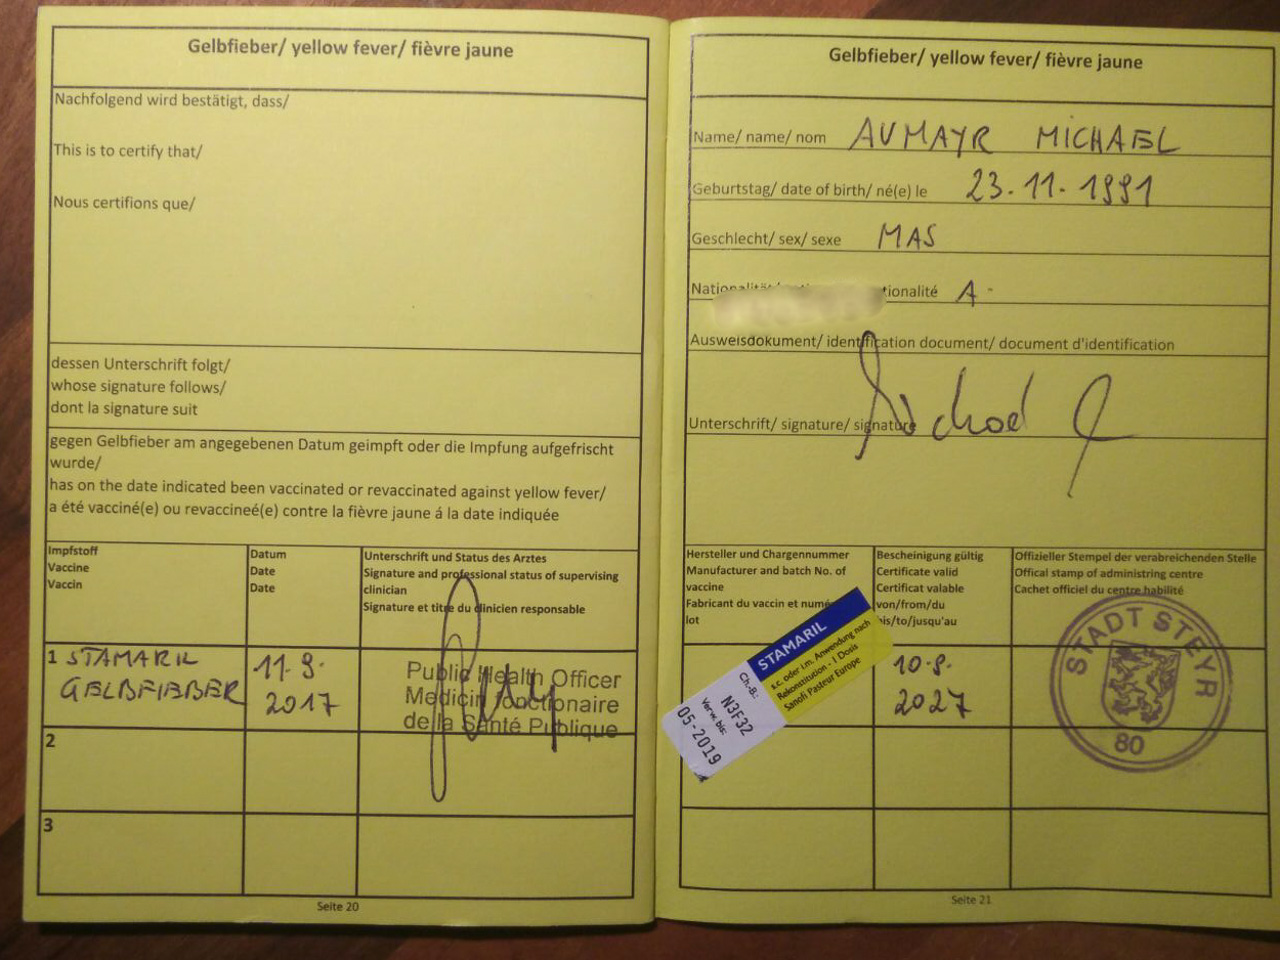 Gelbfieber/ yellow fever/ fièvre jaune
Nachfolgend wird bestätigt, dass/
This is to certify that/
Nous certifions que/
dessen Unterschrift folgt/
whose signature follows/
dont la signature suit
gegen Gelbfieber am angegebenen Datum geimpft oder die Impfung aufgefrischt
wurde/
has on the date indicated been vaccinated or revaccinated against yellow fever/
a été vacciné(e) ou revaccineé(e) contre la fièvre jaune á la date indiquée
Impfstoff
Vaccine
Vaccin
Datum
Date
Date
Unterschrift und Status des Arztes
Signature and professional status of supervising
clinician
Signature et titre du clinicien responsable
1 STAMARIL
GELBFIEBER
11.9.
2017
Public Health Officer
Medicin fonctionaire
de la Santé Publique
2
3
Seite 20
Gelbfieber/ yellow fever/ fièvre jaune
Name/ name/ nom AUMAYR MICHAEL
Geburtstag/ date of birth/ né(e) le 23.11.1991
Geschlecht/ sex/ sexe MAS
A
Ausweisdokument/ identification document/ document d'identification
Unterschrift/ signature/ signature
Hersteller und Chargennummer
Manufacturer and batch No. of
vaccine
Fabricant du vaccin et
lot
Bescheinigung gültig
Certificate valid
Certificat valable
von/from/du
bis/to/jusqu'au
Offizieller Stempel der verabreichenden Stelle
Offical stamp of administring centre
Cachet officiel du centre habilité
STAMARIL
s.c. oder i.m. Anwendung nach
Rekonstitution - 1 Dosis
Sanofi Pasteur Europe
Ch.-B.:
N3F32
Verw. bis:
05-2019
10.9.
2027
STADT STEYR
80
Seite 21